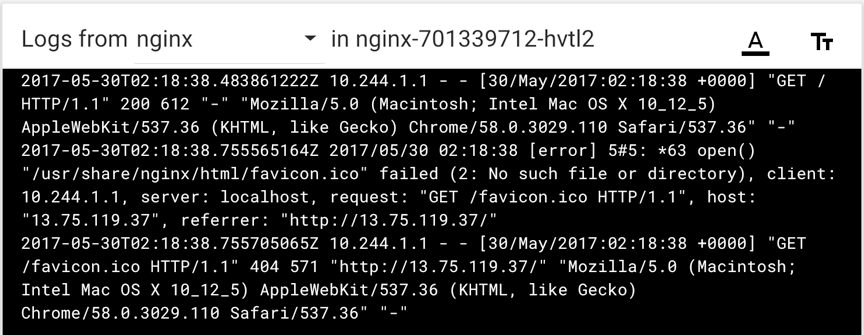 Logs from nginx in nginx-701339712-hvtl2 A TT
2017-05-30T02:18:38.483861222Z 10.244.1.1 - - [30/May/2017:02:18:38 +0000] "GET /
HTTP/1.1" 200 612 "-" "Mozilla/5.0 (Macintosh; Intel Mac OS X 10_12_5)
AppleWebKit/537.36 (KHTML, like Gecko) Chrome/58.0.3029.110 Safari/537.36" "-"
2017-05-30T02:18:38.755565164Z 2017/05/30 02:18:38 [error] 5#5: *63 open()
"/usr/share/nginx/html/favicon.ico" failed (2: No such file or directory), client:
10.244.1.1, server: localhost, request: "GET /favicon.ico HTTP/1.1", host:
"13.75.119.37", referrer: "http://13.75.119.37/"
2017-05-30T02:18:38.755705065Z 10.244.1.1 - - [30/May/2017:02:18:38 +0000] "GET
/favicon.ico HTTP/1.1" 404 571 "http://13.75.119.37/" "Mozilla/5.0 (Macintosh;
Intel Mac OS X 10_12_5) AppleWebKit/537.36 (KHTML, like Gecko)
Chrome/58.0.3029.110 Safari/537.36" "-"